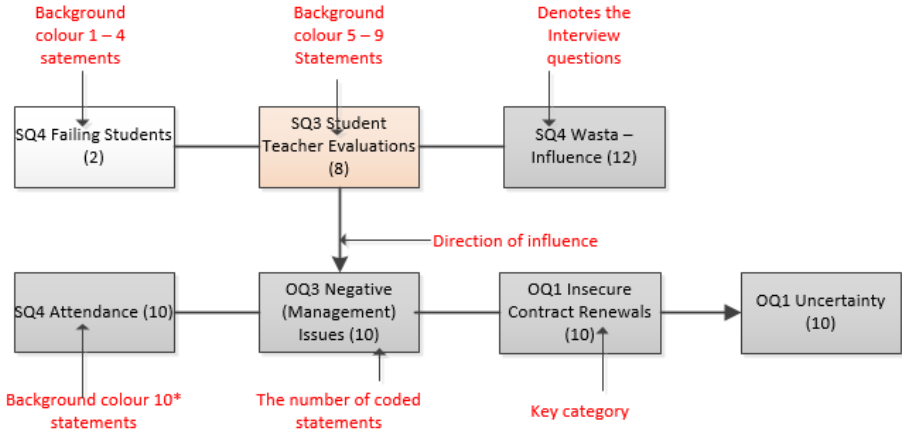 Background
colour 1 – 4
satements
Background
colour 5 – 9
Statements
Denotes the
Interview
questions
SQ4 Failing Students
(2)
SQ3 Student
Teacher Evaluations
(8)
SQ4 Wasta –
Influence (12)
Direction of influence
SQ4 Attendance (10)
OQ3 Negative
(Management)
Issues (10)
OQ1 Insecure
Contract Renewals
(10)
OQ1 Uncertainty
(10)
Background colour 10*
statements
The number of coded
statements
Key category